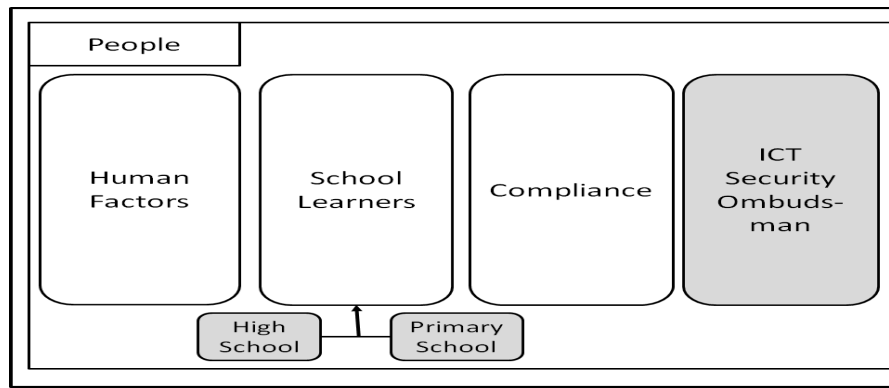 People
Human
Factors
School
Learners
Compliance
ICT
Security
Ombuds-
man
High
School
Primary
School